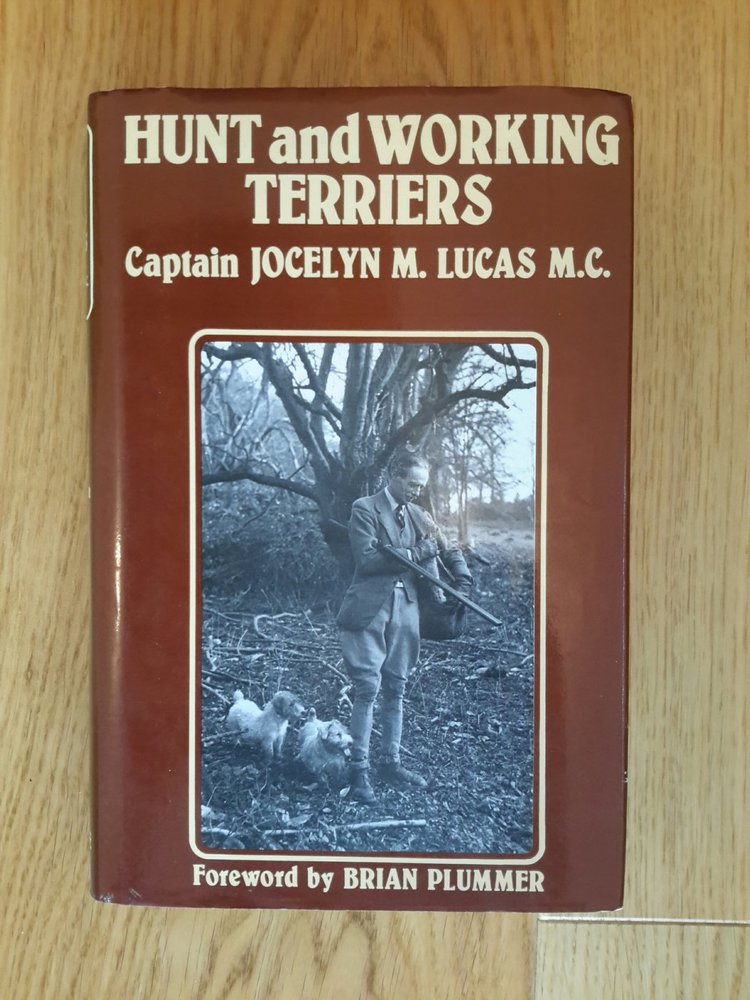 HUNT and WORKING
TERRIERS
Captain JOCELYN M. LUCAS M.C.
Foreword by BRIAN PLUMMER